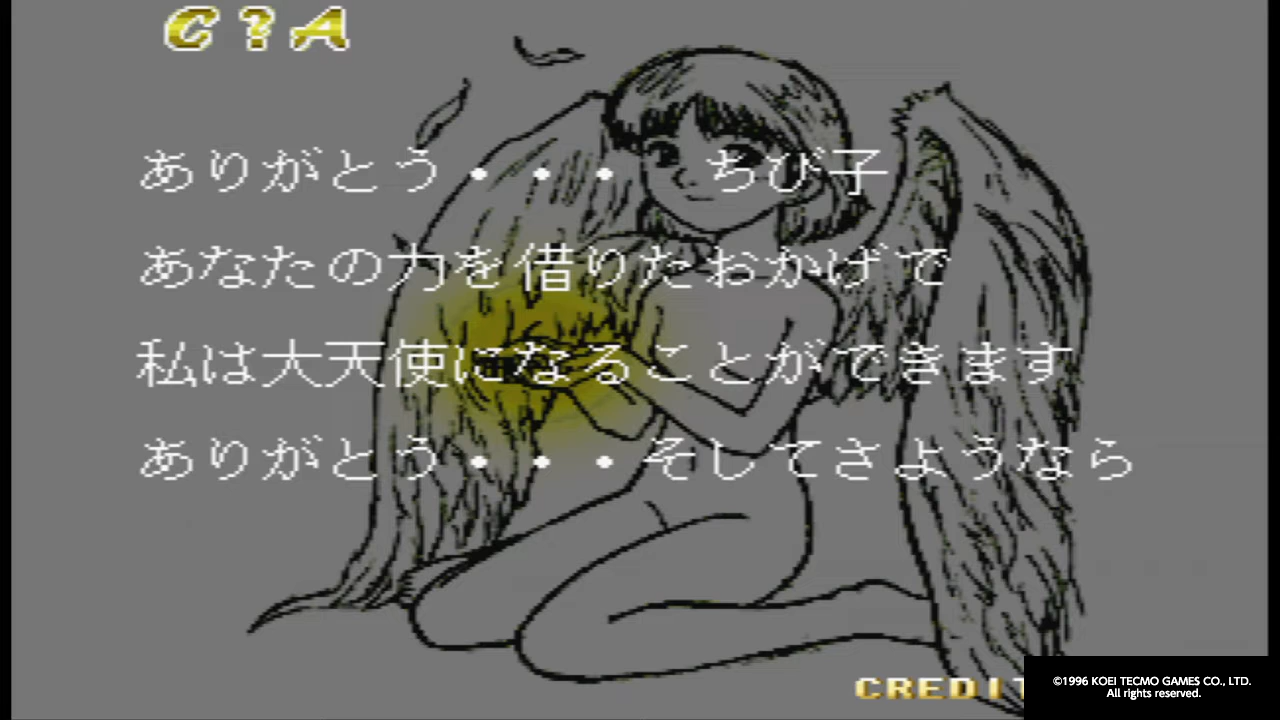 C ? A
ありがとう・・・　ちび子
あなたの力を借りたおかげで
私は大天使になることができます
ありがとう・・・そしてさようなら
CREDIT
©1996 KOEI TECMO GAMES CO., LTD.
All rights reserved.